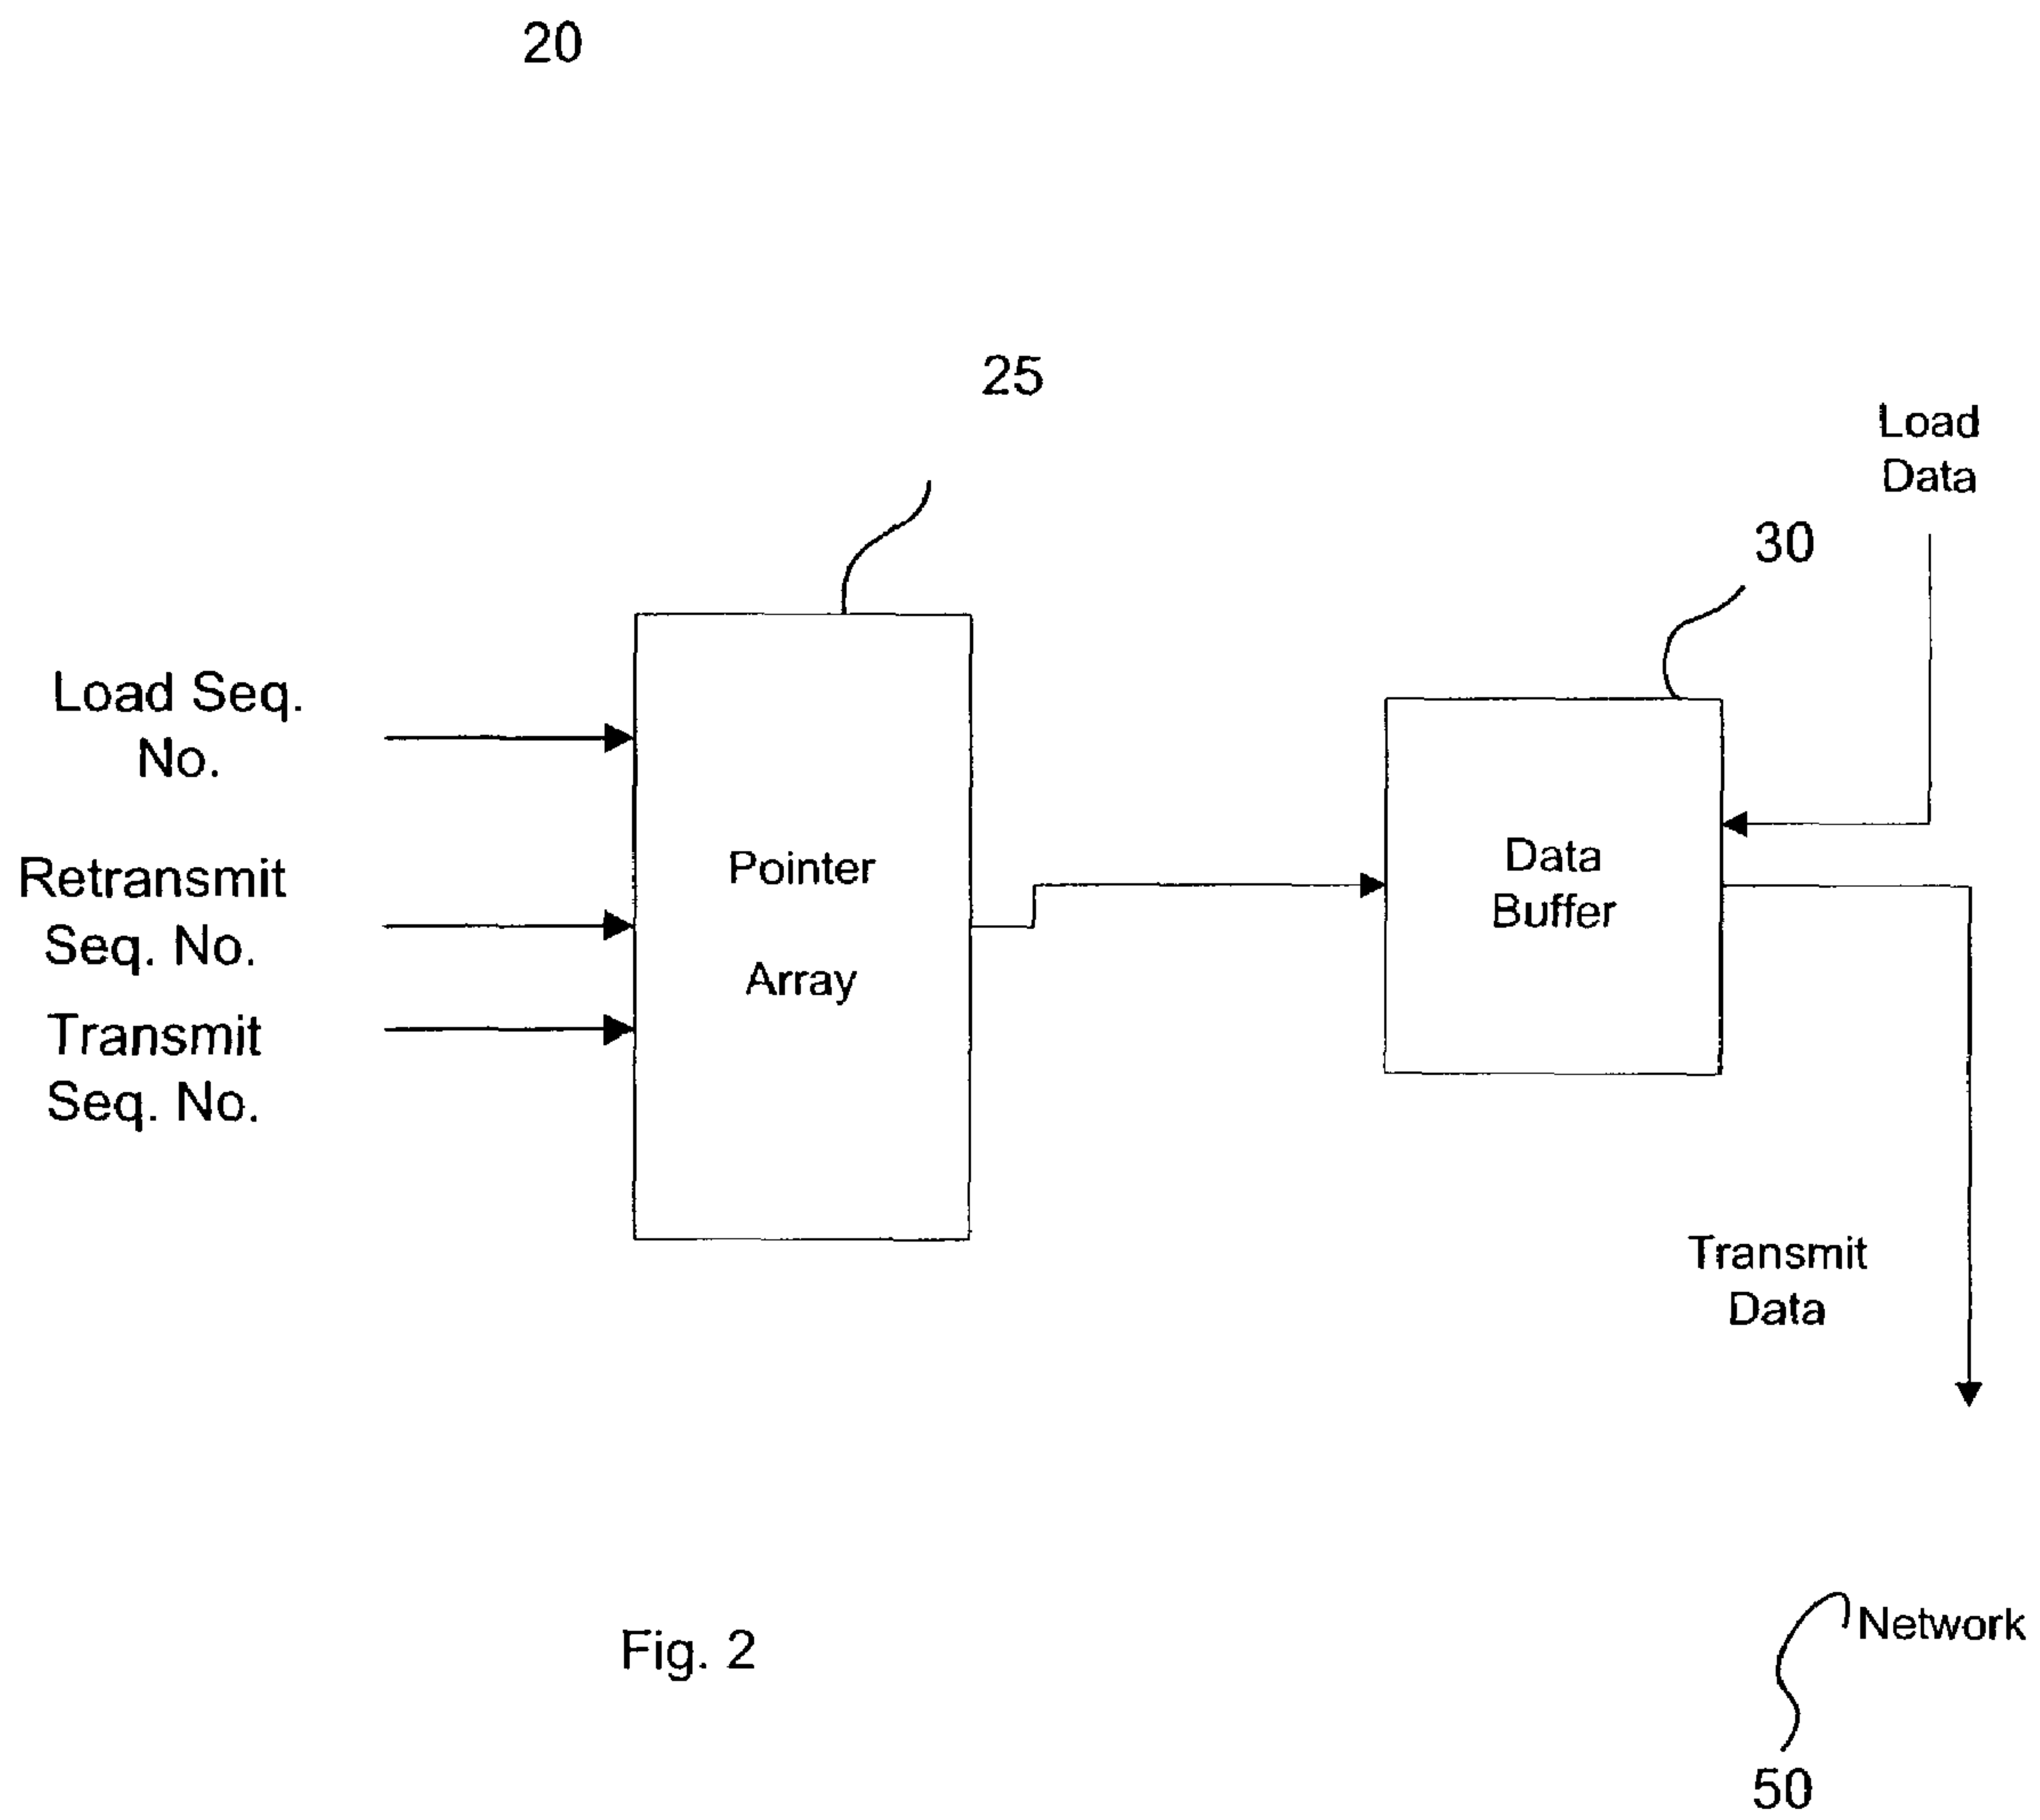 20
25
Load
Data
30
Load Seq.
No.
Retransmit
Seq. No.
Transmit
Seq. No.
Pointer
Array
Data
Buffer
Transmit
Data
Fig. 2
Network
50